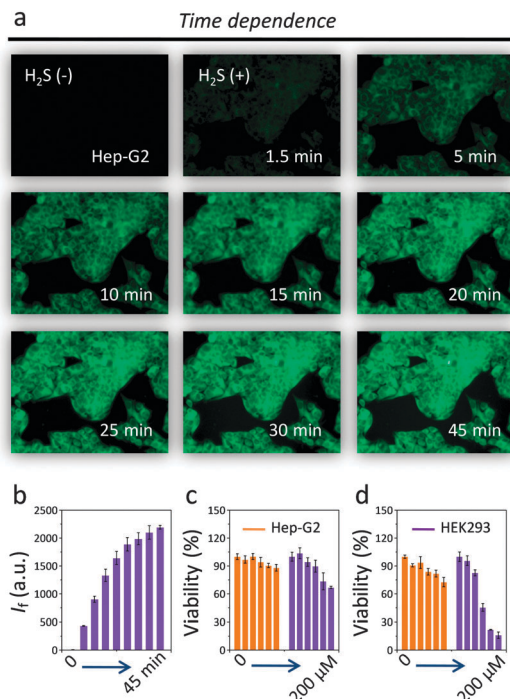 a
Time dependence
H2S (-)
Hep-G2
H2S (+)
1.5 min
5 min
10 min
15 min
20 min
25 min
30 min
45 min
b
2500
2000
1500
1000
500
0
If (a.u.)
0
45 min
c
150
120
90
60
30
0
Viability (%)
Hep-G2
0
200 μM
d
150
120
90
60
30
0
Viability (%)
HEK293
0
200 μM